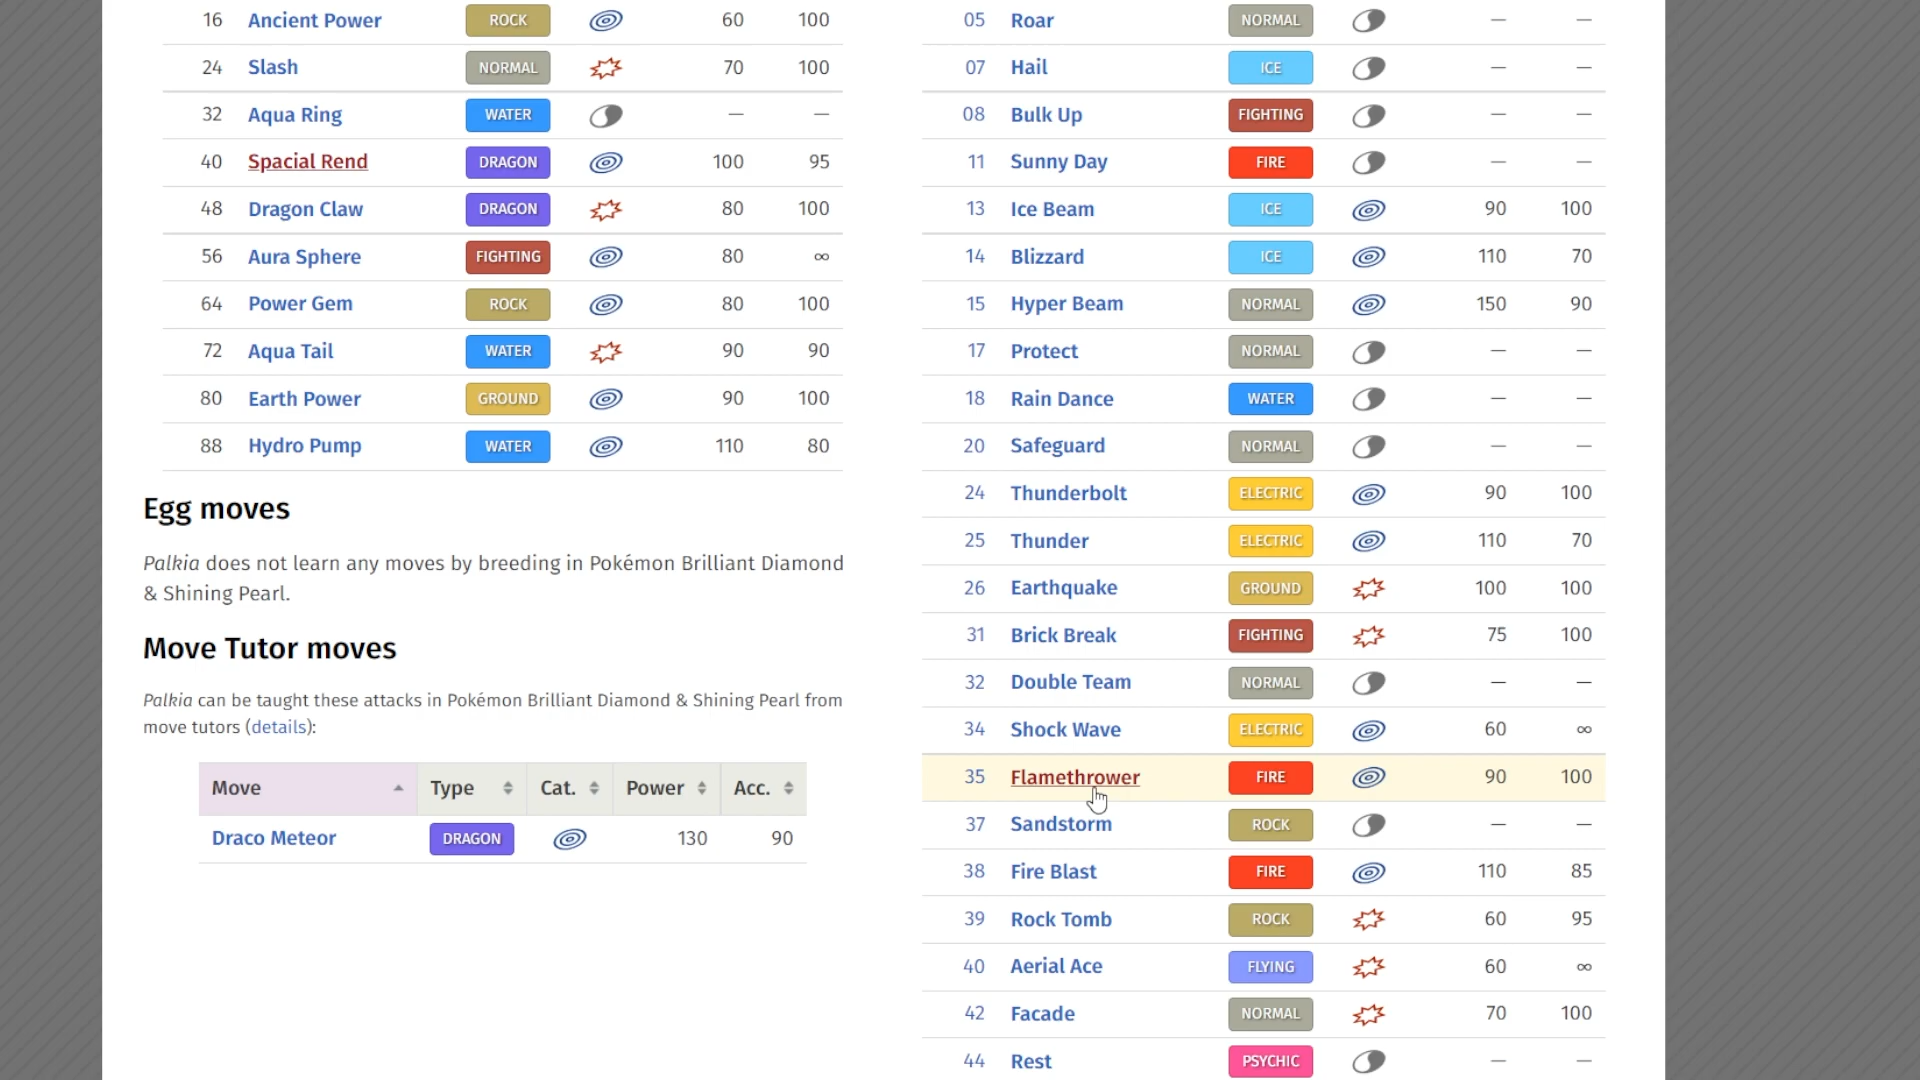 16 Ancient Power ROCK 60 100
24 Slash NORMAL 70 100
32 Aqua Ring WATER — —
40 Spacial Rend DRAGON 100 95
48 Dragon Claw DRAGON 80 100
56 Aura Sphere FIGHTING 80 ∞
64 Power Gem ROCK 80 100
72 Aqua Tail WATER 90 90
80 Earth Power GROUND 90 100
88 Hydro Pump WATER 110 80
Egg moves
Palkia does not learn any moves by breeding in Pokémon Brilliant Diamond
& Shining Pearl.
Move Tutor moves
Palkia can be taught these attacks in Pokémon Brilliant Diamond & Shining Pearl from
move tutors (details):
Move Type Cat. Power Acc.
Draco Meteor DRAGON 130 90
05 Roar NORMAL — —
07 Hail ICE — —
08 Bulk Up FIGHTING — —
11 Sunny Day FIRE — —
13 Ice Beam ICE 90 100
14 Blizzard ICE 110 70
15 Hyper Beam NORMAL 150 90
17 Protect NORMAL — —
18 Rain Dance WATER — —
20 Safeguard NORMAL — —
24 Thunderbolt ELECTRIC 90 100
25 Thunder ELECTRIC 110 70
26 Earthquake GROUND 100 100
31 Brick Break FIGHTING 75 100
32 Double Team NORMAL — —
34 Shock Wave ELECTRIC 60 ∞
35 Flamethrower FIRE 90 100
37 Sandstorm ROCK — —
38 Fire Blast FIRE 110 85
39 Rock Tomb ROCK 60 95
40 Aerial Ace FLYING 60 ∞
42 Facade NORMAL 70 100
44 Rest PSYCHIC — —